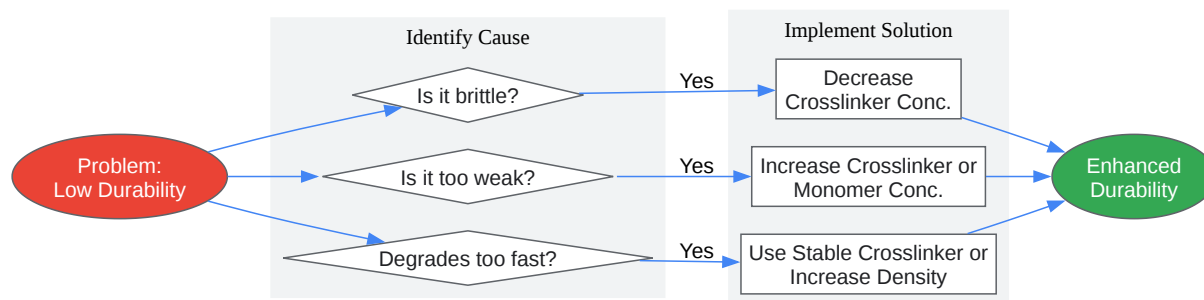 Identify Cause
Implement Solution
Problem:
Low Durability
Is it brittle?
Yes
Decrease
Crosslinker Conc.
Is it too weak?
Yes
Increase Crosslinker or
Monomer Conc.
Enhanced
Durability
Degrades too fast?
Yes
Use Stable Crosslinker or
Increase Density